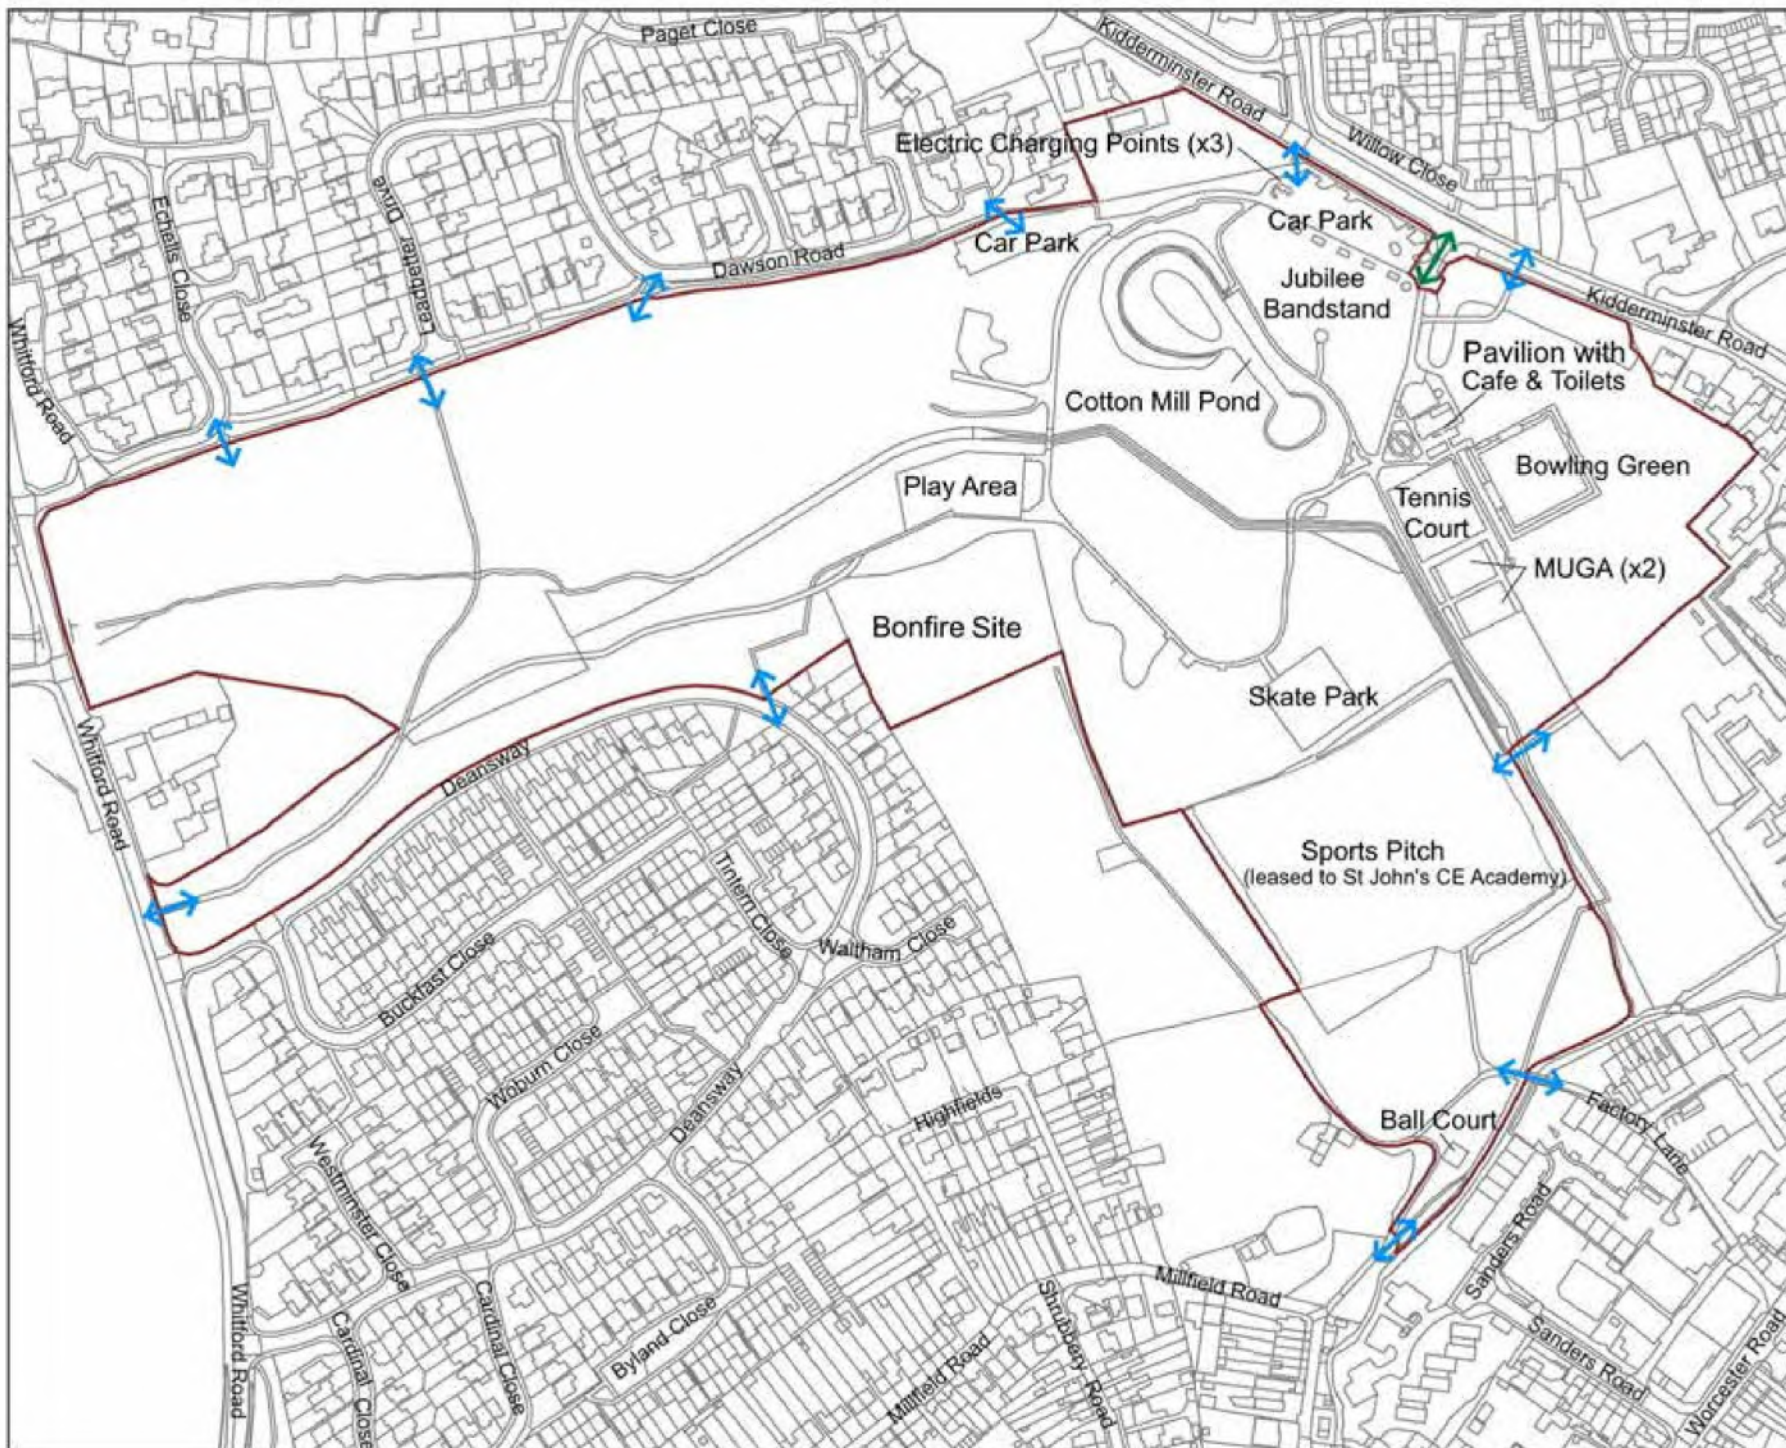 Paget Close
Kidderminster Road
Electric Charging Points (x3)
Willow Close
Echells Close
Leadbetter Drive
Car Park
Car Park
Dawson Road
Jubilee
Bandstand
Kidderminster Road
Whitford Road
Pavilion with
Cafe & Toilets
Cotton Mill Pond
Bowling Green
Play Area
Tennis
Court
MUGA (x2)
Bonfire Site
Skate Park
Whitford Road
Deansway
Sports Pitch
(leased to St John's CE Academy)
Tintern Close
Waltham Close
Buckfast Close
Woburn Close
Deansway
Highfields
Ball Court
Factory Lane
Westminster Close
Sanders Road
Millfield Road
Whitford Road
Cardinal Close
Cardinal Close
Byland Close
Millfield Road
Shrubbery Road
Sanders Road
Worcester Road